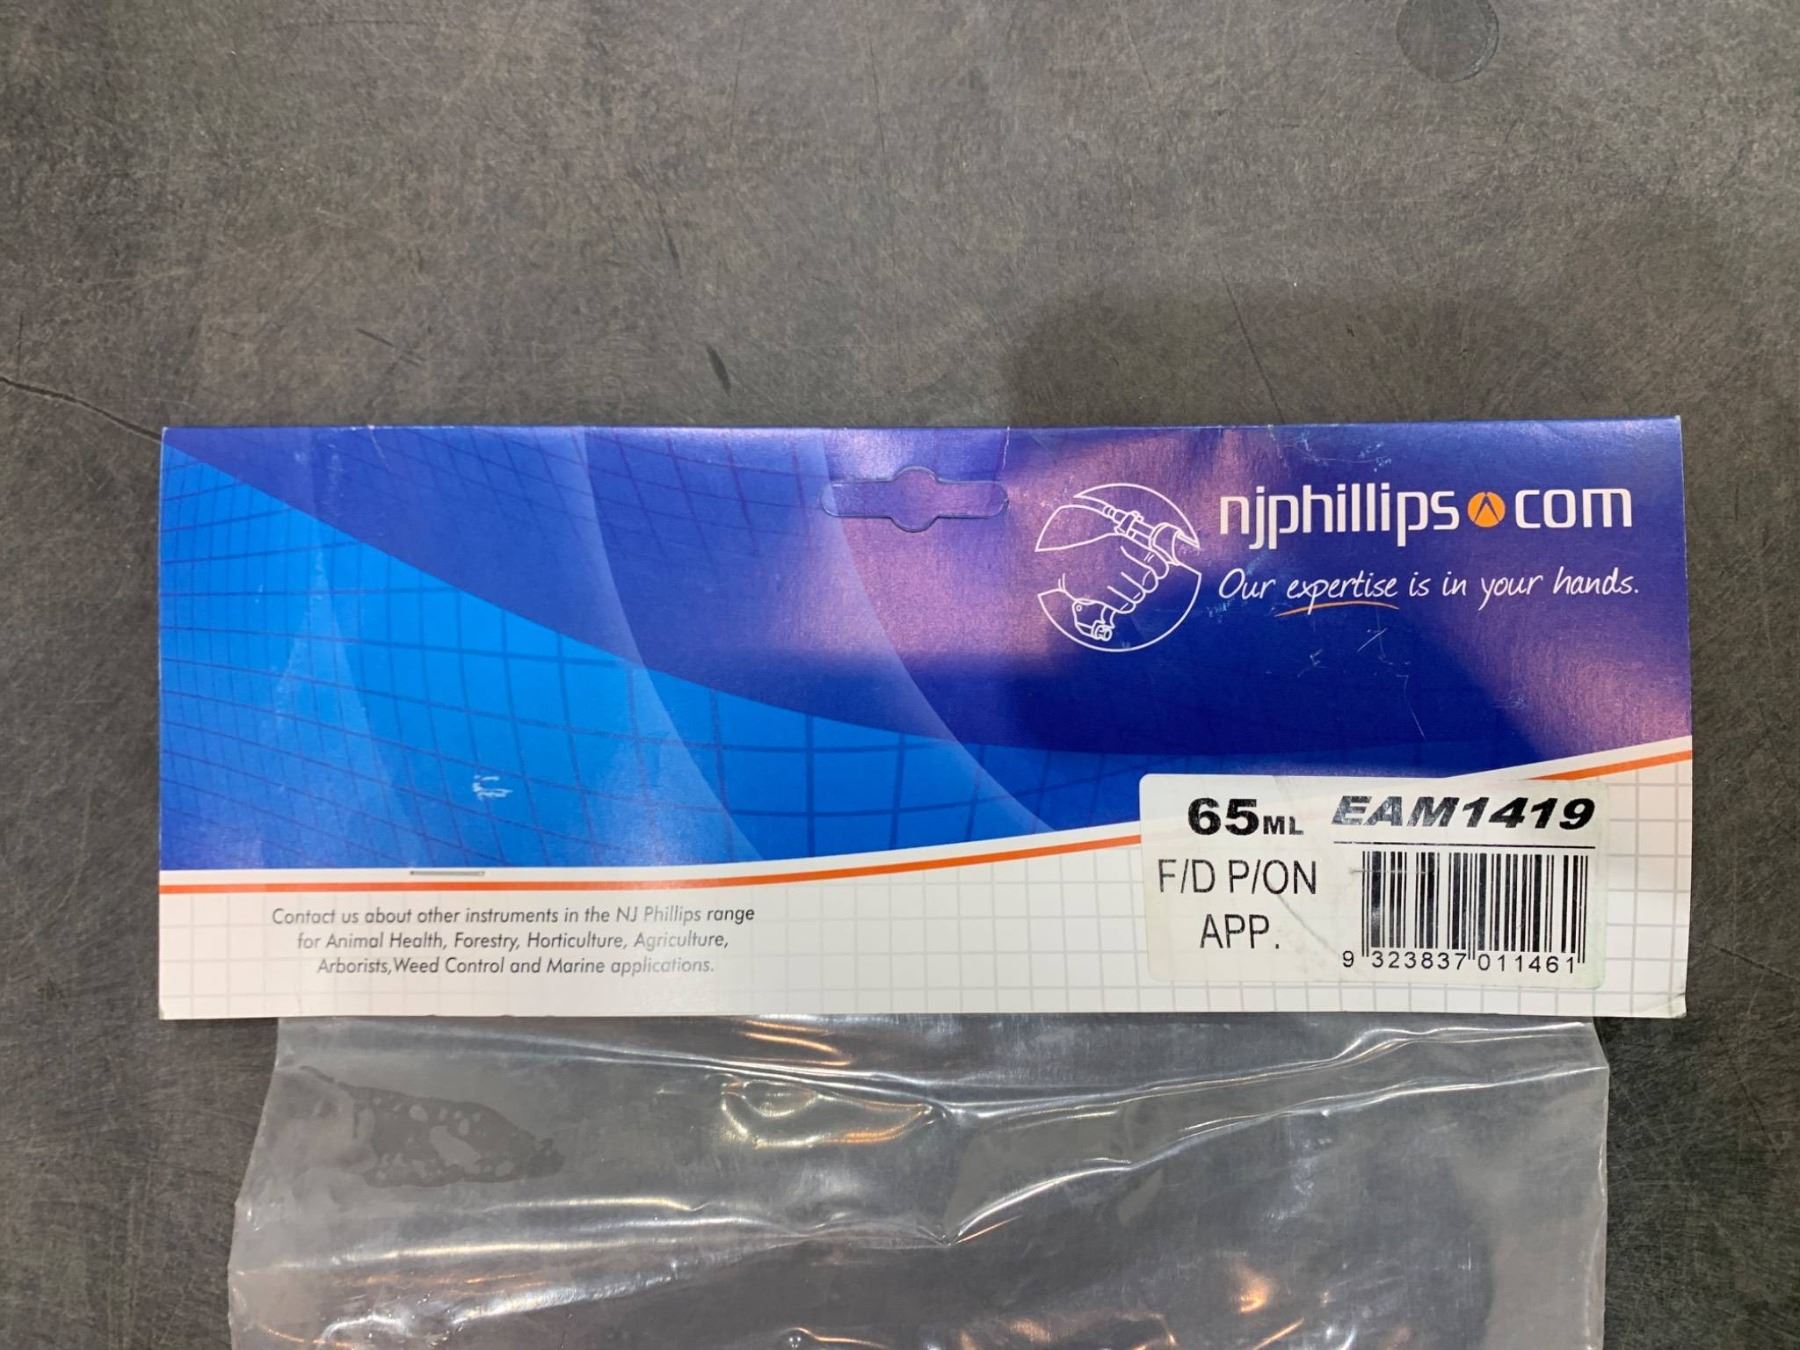 njphillips.com
Our expertise is in your hands.
65ML EAM1419
F/D P/ON
APP.
9 323837 011461
Contact us about other instruments in the NJ Phillips range
for Animal Health, Forestry, Horticulture, Agriculture,
Arborists,Weed Control and Marine applications.